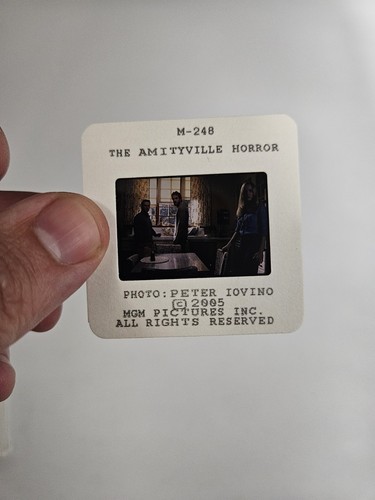 M-248
THE AMITYVILLE HORROR
PHOTO: PETER IOVINO
© 2005
MGM PICTURES INC.
ALL RIGHTS RESERVED